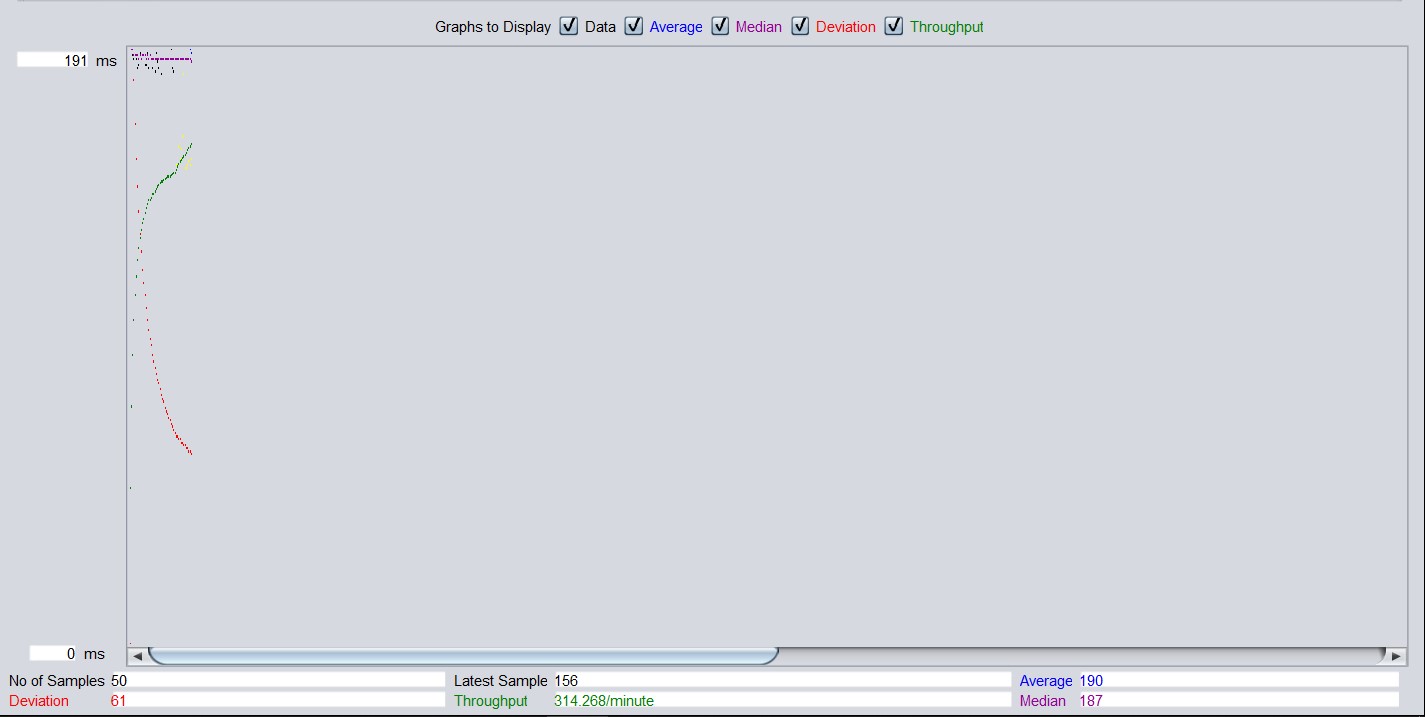 Graphs to Display Data Average Median Deviation Throughput
191 ms
0 ms
No of Samples 50 Latest Sample 156 Average 190
Deviation 61 Throughput 314.268/minute Median 187